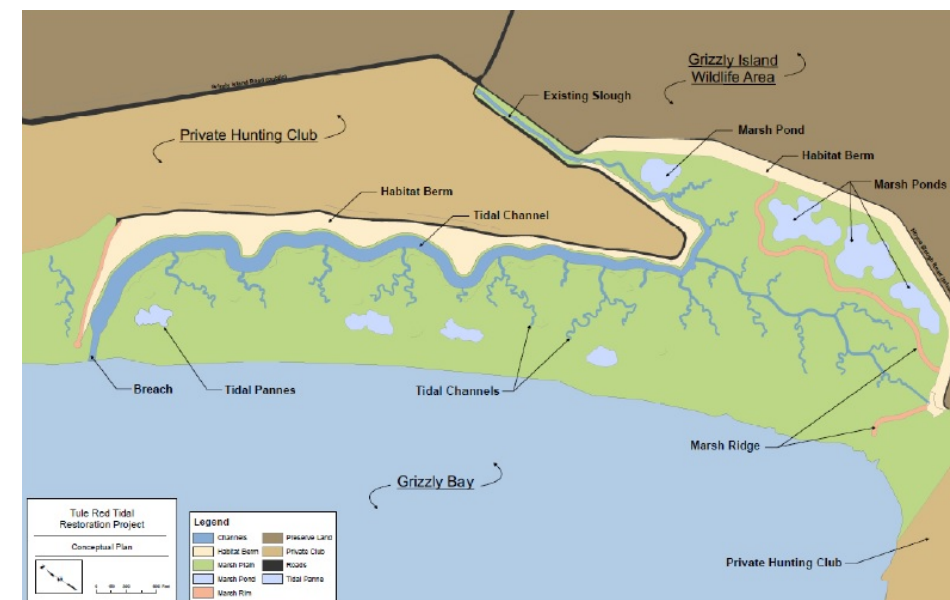 Grizzly Island
Wildlife Area
Existing Slough
Private Hunting Club
Marsh Pond
Habitat Berm
Marsh Ponds
Habitat Berm
Tidal Channel
Breach
Tidal Pannes
Tidal Channels
Marsh Ridge
Grizzly Bay
Private Hunting Club
Tule Red Tidal
Restoration Project
Conceptual Plan
Legend
Channels
Habitat Berm
Marsh Plain
Marsh Pond
Marsh Rim
Preserve Land
Private Club
Roads
Tidal Panne